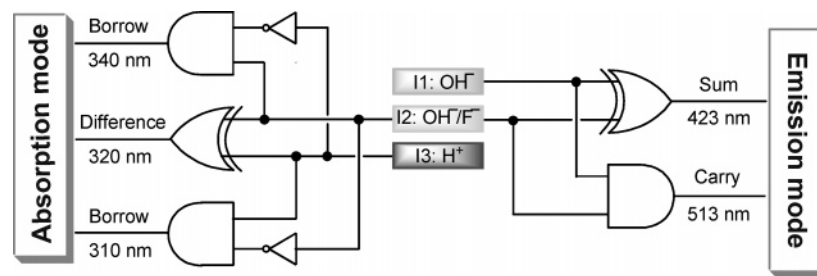 Absorption mode
Borrow
340 nm
Difference
320 nm
Borrow
310 nm
I1: OH⁻
I2: OH⁻/F⁻
I3: H⁺
Sum
423 nm
Carry
513 nm
Emission mode